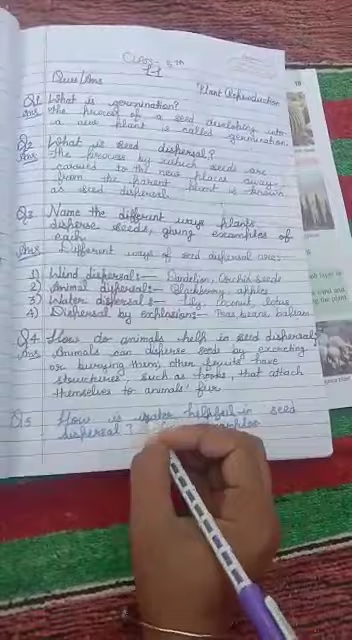 CLASS - 5th
L-1
Ques/Ans
"Plant Reproduction
Q1 What is germination?
Ans The process of a seed developing into
a new plant is called germination.
Q2 What is seed dispersal?
Ans The process by which seeds are
carried to the new places away
from the parent plant is known
as seed dispersal.
Q3 Name the different ways plants
disperse seeds, giving examples of
each.
Ans Different ways of seed dispersal are:
1) Wind dispersal:— Dandelion, Orchid seeds
2) Animal dispersal:— Blackberry, apples
3) Water dispersal:— Lily, Coconut, lotus
4) Dispersal by explosions:— Peas, beans, balsam
Q4 How do animals help in seed dispersal?
Ans Animals can disperse seeds by excreting
or burying them, other fruits have
structures, such as hooks, that attach
themselves to animals' fur
Q5 How is water helpful in seed
dispersal? examples